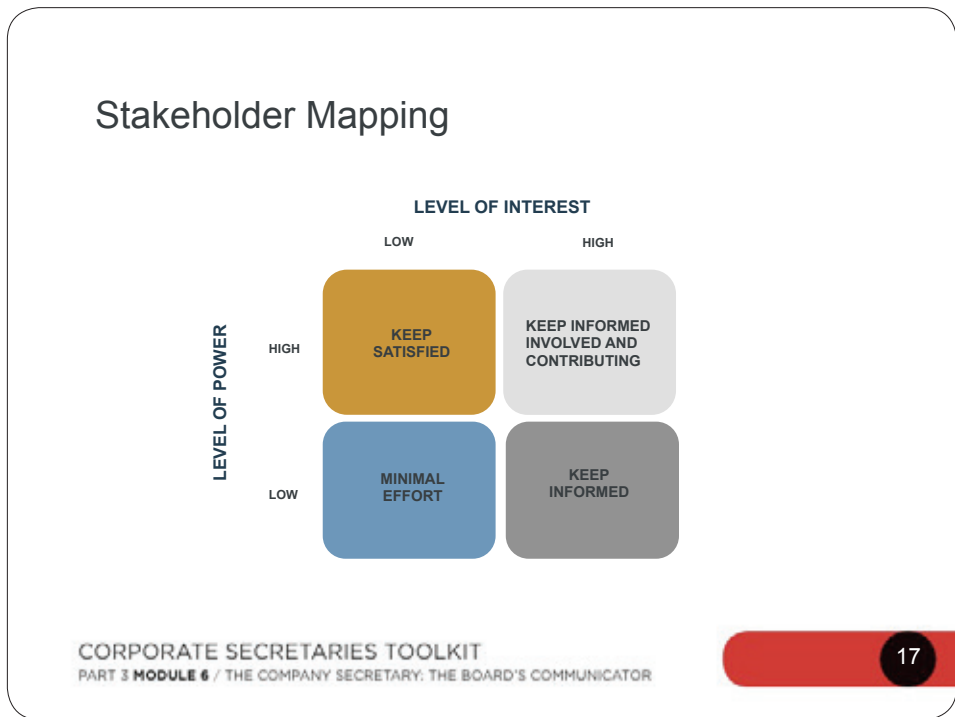 Stakeholder Mapping
LEVEL OF INTEREST
LOW
HIGH
LEVEL OF POWER
HIGH
KEEP
SATISFIED
KEEP INFORMED
INVOLVED AND
CONTRIBUTING
LOW
MINIMAL
EFFORT
KEEP
INFORMED
CORPORATE SECRETARIES TOOLKIT
PART 3 MODULE 6 / THE COMPANY SECRETARY: THE BOARD'S COMMUNICATOR
17